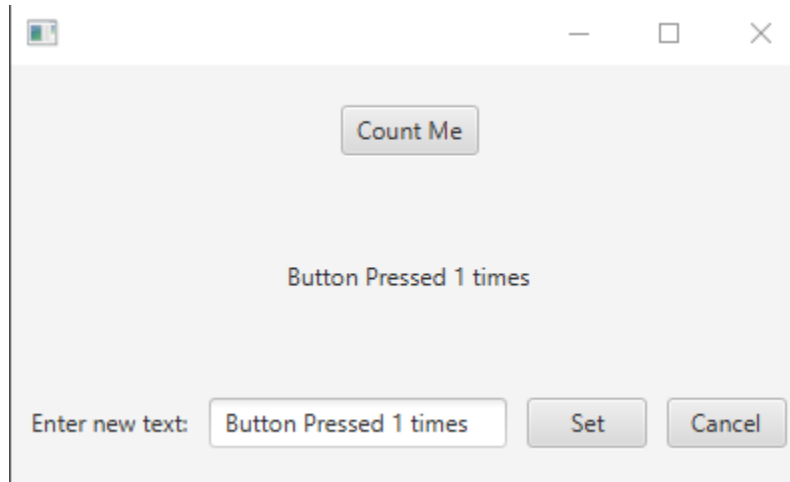 Count Me
Button Pressed 1 times
Enter new text: Button Pressed 1 times Set Cancel